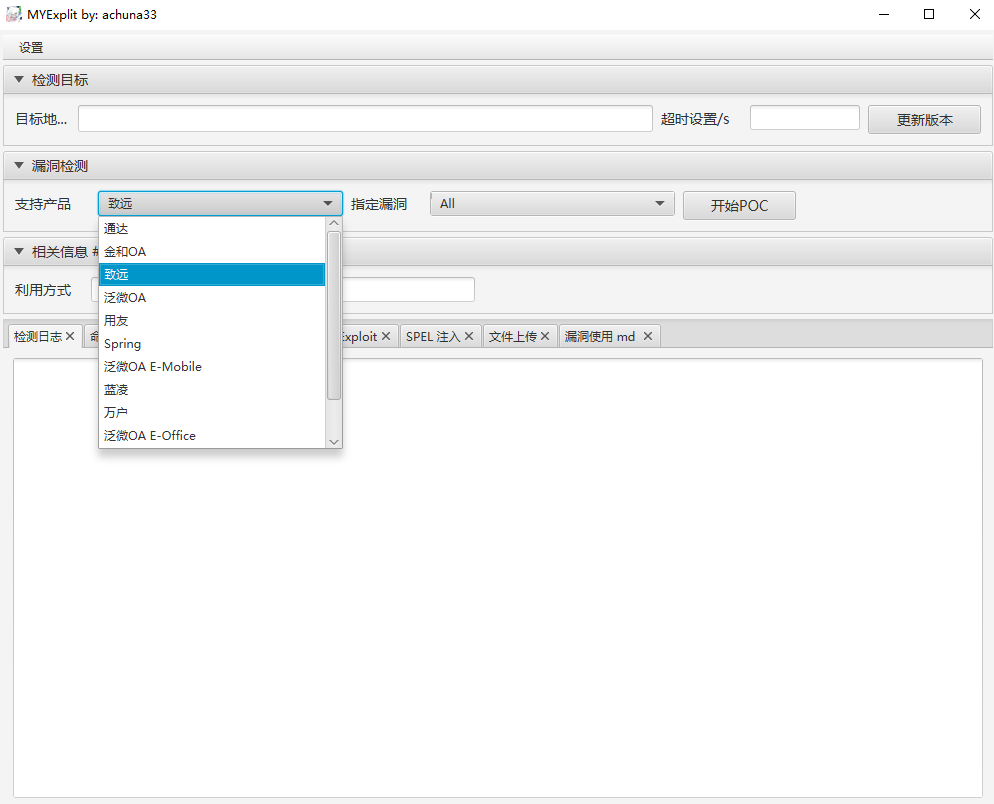 MYExplit by: achuna33
设置
检测目标
目标地...
超时设置/s
更新版本
漏洞检测
支持产品
致远
指定漏洞
All
开始POC
通达
金和OA
致远
泛微OA
用友
Spring
泛微OA E-Mobile
蓝凌
万户
泛微OA E-Office
相关信息 #
利用方式
检测日志
Exploit
SPEL 注入
文件上传
漏洞使用 md